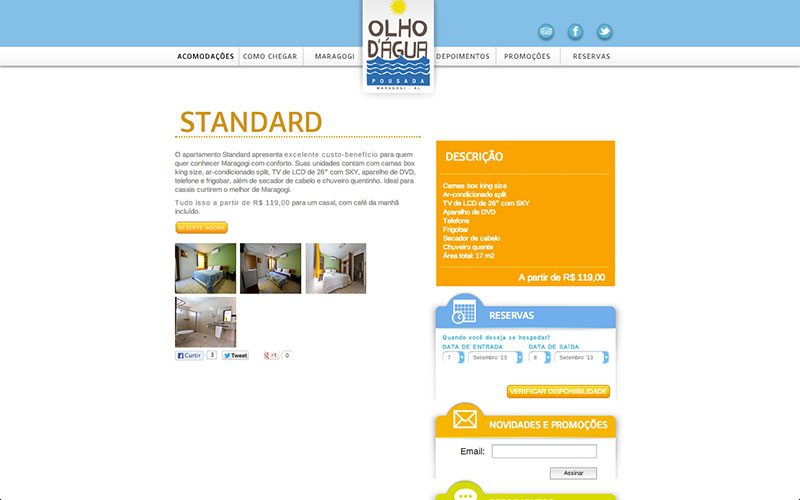 OLHO
D'ÁGUA
POUSADA
MARAGOGI - AL
ACOMODAÇÕES
COMO CHEGAR
MARAGOGI
DEPOIMENTOS
PROMOÇÕES
RESERVAS
STANDARD
O apartamento Standard apresenta excelente custo-benefício para quem
quer conhecer Maragogi com conforto. Suas unidades contam com camas box
king size, ar-condicionado split, TV de LCD de 26" com SKY, aparelho de DVD,
telefone e frigobar, além de secador de cabelo e chuveiro quentinho. Ideal para
casais curtirem o melhor de Maragogi.
Tudo isso a partir de R$ 119,00 para um casal, com café da manhã
incluído.
RESERVE AGORA
Curtir 3 Tweet +1 0
DESCRIÇÃO
Camas box king size
Ar-condicionado split
TV de LCD de 26" com SKY
Aparelho de DVD
Telefone
Frigobar
Secador de cabelo
Chuveiro quente
Área total: 17 m2
A partir de R$ 119,00
RESERVAS
Quando você deseja se hospedar?
DATA DE ENTRADA DATA DE SAÍDA
7 Setembro '13 8 Setembro '13
VERIFICAR DISPONIBILIDADE
NOVIDADES E PROMOÇÕES
Email:
Assinar